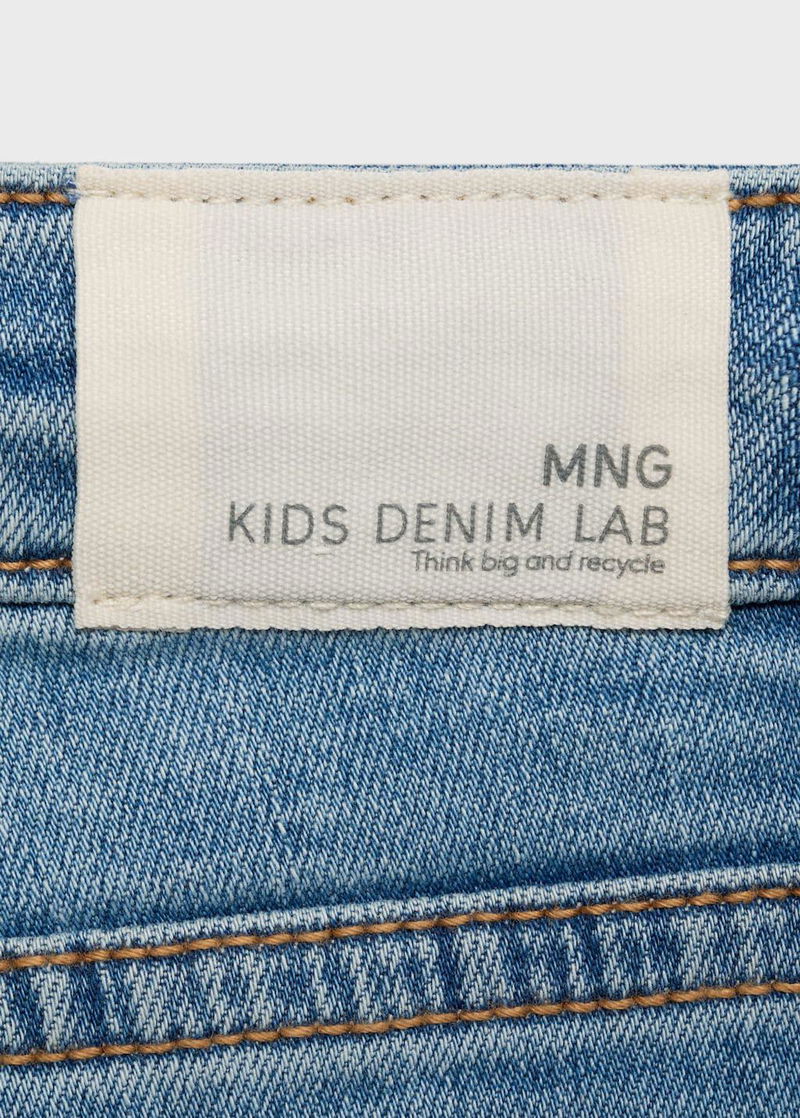 MNG
KIDS DENIM LAB
Think big and recycle